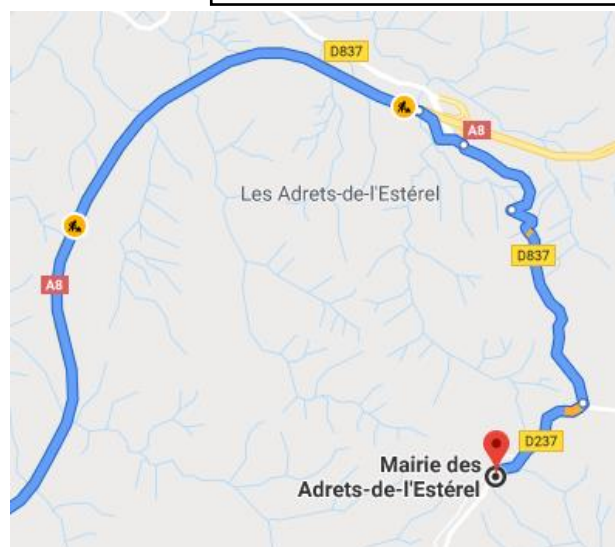 D837
A8
Les Adrets-de-l'Estérel
D837
A8
D237
Mairie des
Adrets-de-l'Estérel